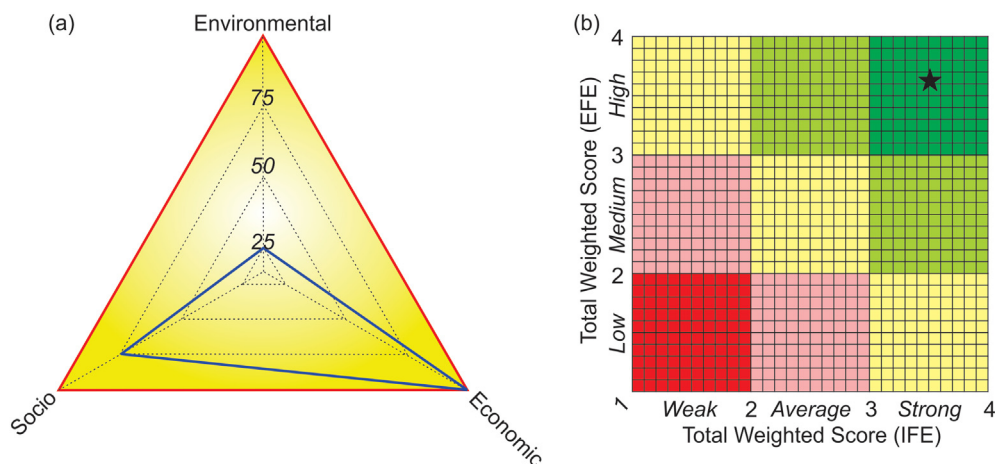 (a)
Environmental
75
50
25
Socio
Economic
(b)
4
High
3
Medium
2
Low
1
Total Weighted Score (EFE)
Weak 2 Average 3 Strong 4
Total Weighted Score (IFE)